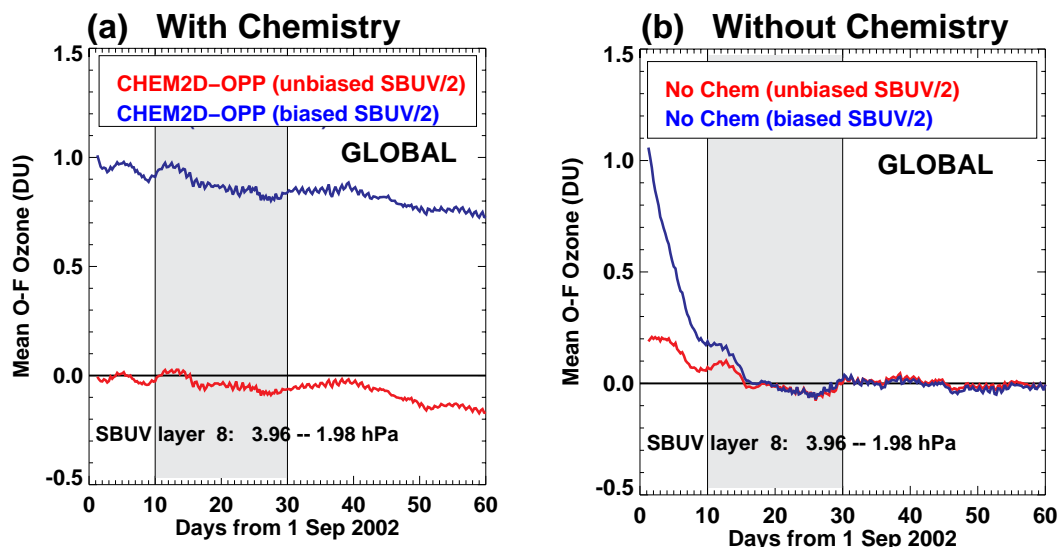 (a) With Chemistry
1.5
1.0
0.5
0.0
-0.5
Mean O-F Ozone (DU)
CHEM2D-OPP (unbiased SBUV/2)
CHEM2D-OPP (biased SBUV/2)
GLOBAL
SBUV layer 8: 3.96 -- 1.98 hPa
0 10 20 30 40 50 60
Days from 1 Sep 2002
(b) Without Chemistry
1.5
1.0
0.5
0.0
-0.5
Mean O-F Ozone (DU)
No Chem (unbiased SBUV/2)
No Chem (biased SBUV/2)
GLOBAL
SBUV layer 8: 3.96 -- 1.98 hPa
0 10 20 30 40 50 60
Days from 1 Sep 2002